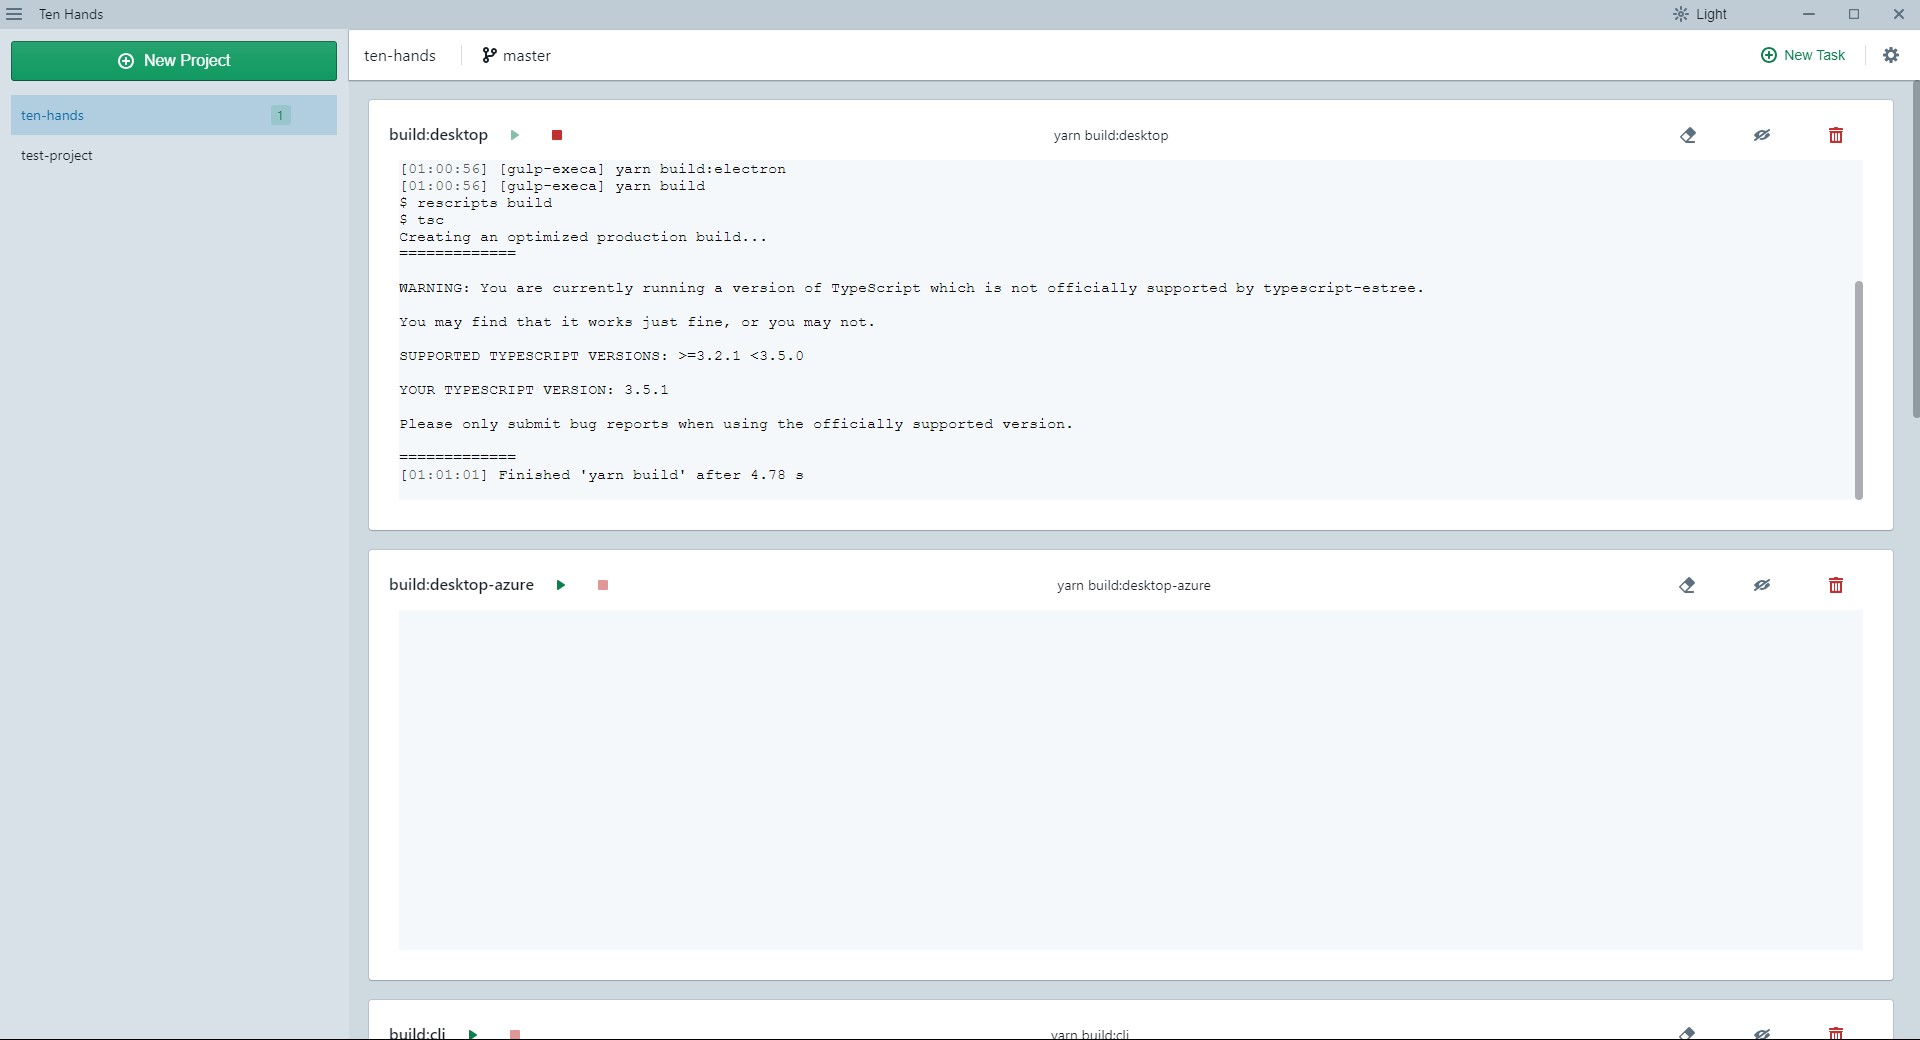 Ten Hands
Light
New Project
ten-hands
master
New Task
ten-hands 1
test-project
build:desktop
yarn build:desktop
[01:00:56] [gulp-execa] yarn build:electron
[01:00:56] [gulp-execa] yarn build
$ rescripts build
$ tsc
Creating an optimized production build...
=============
WARNING: You are currently running a version of TypeScript which is not officially supported by typescript-estree.
You may find that it works just fine, or you may not.
SUPPORTED TYPESCRIPT VERSIONS: >=3.2.1 <3.5.0
YOUR TYPESCRIPT VERSION: 3.5.1
Please only submit bug reports when using the officially supported version.
=============
[01:01:01] Finished 'yarn build' after 4.78 s
build:desktop-azure
yarn build:desktop-azure
build:cli
yarn build:cli